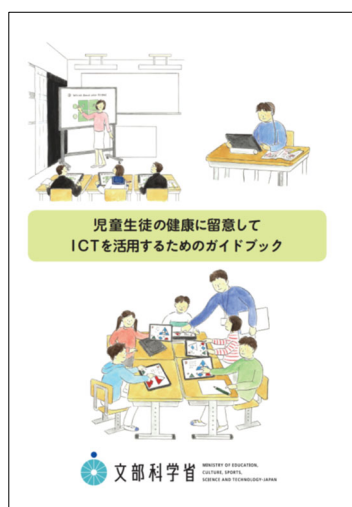 児童生徒の健康に留意して
ICTを活用するためのガイドブック
文部科学省
MINISTRY OF EDUCATION,
CULTURE, SPORTS,
SCIENCE AND TECHNOLOGY-JAPAN